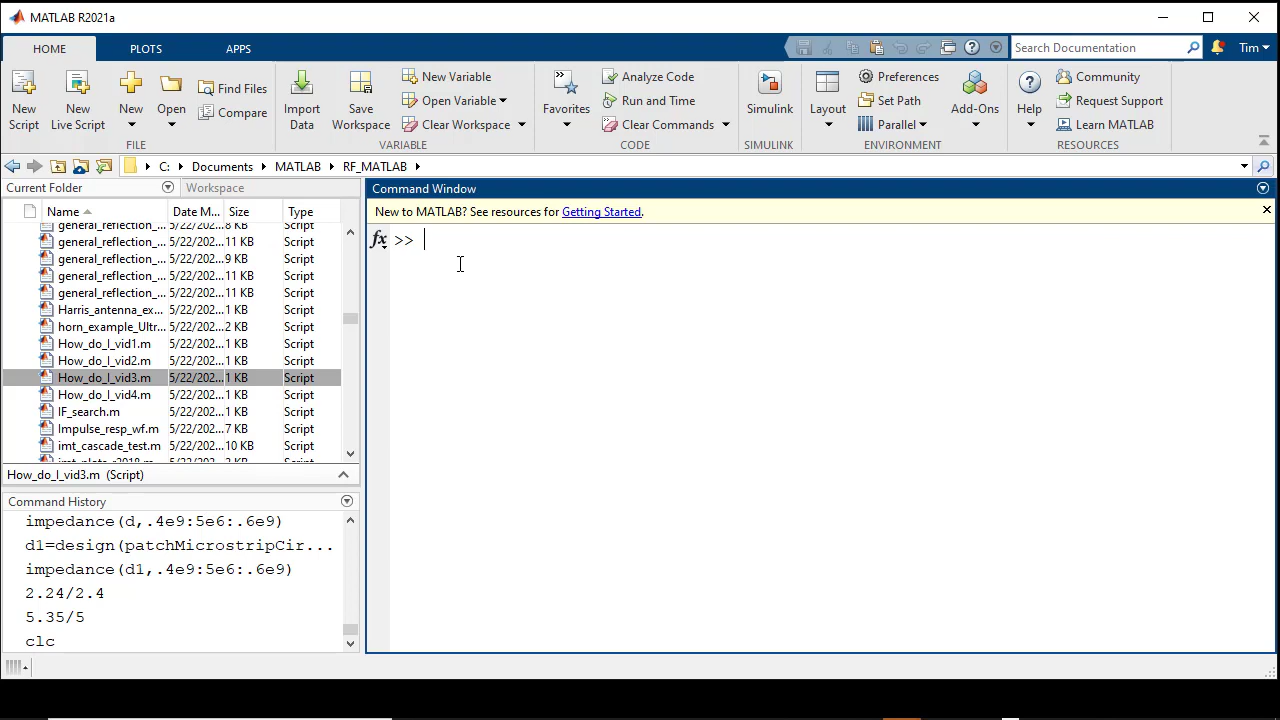 MATLAB R2021a
HOME PLOTS APPS
Search Documentation
Tim
New Script
New Live Script
New
Open
Find Files
Compare
FILE
Import Data
Save Workspace
New Variable
Open Variable
Clear Workspace
VARIABLE
Favorites
Analyze Code
Run and Time
Clear Commands
CODE
Simulink
SIMULINK
Layout
Preferences
Set Path
Parallel
Add-Ons
ENVIRONMENT
Help
Community
Request Support
Learn MATLAB
RESOURCES
C: Documents MATLAB RF_MATLAB
Current Folder Workspace
Name Date M... Size Type
general_reflection_... 5/22/202... 8 KB Script
general_reflection_... 5/22/202... 11 KB Script
general_reflection_... 5/22/202... 9 KB Script
general_reflection_... 5/22/202... 11 KB Script
general_reflection_... 5/22/202... 11 KB Script
Harris_antenna_ex... 5/22/202... 1 KB Script
horn_example_Ultr... 5/22/202... 2 KB Script
How_do_I_vid1.m 5/22/202... 1 KB Script
How_do_I_vid2.m 5/22/202... 1 KB Script
How_do_I_vid3.m 5/22/202... 1 KB Script
How_do_I_vid4.m 5/22/202... 1 KB Script
IF_search.m 5/22/202... 1 KB Script
Impulse_resp_wf.m 5/22/202... 7 KB Script
imt_cascade_test.m 5/22/202... 10 KB Script
How_do_I_vid3.m (Script)
Command History
impedance(d,.4e9:5e6:.6e9)
d1=design(patchMicrostripCir...
impedance(d1,.4e9:5e6:.6e9)
2.24/2.4
5.35/5
clc
Command Window
New to MATLAB? See resources for Getting Started.
fx >>